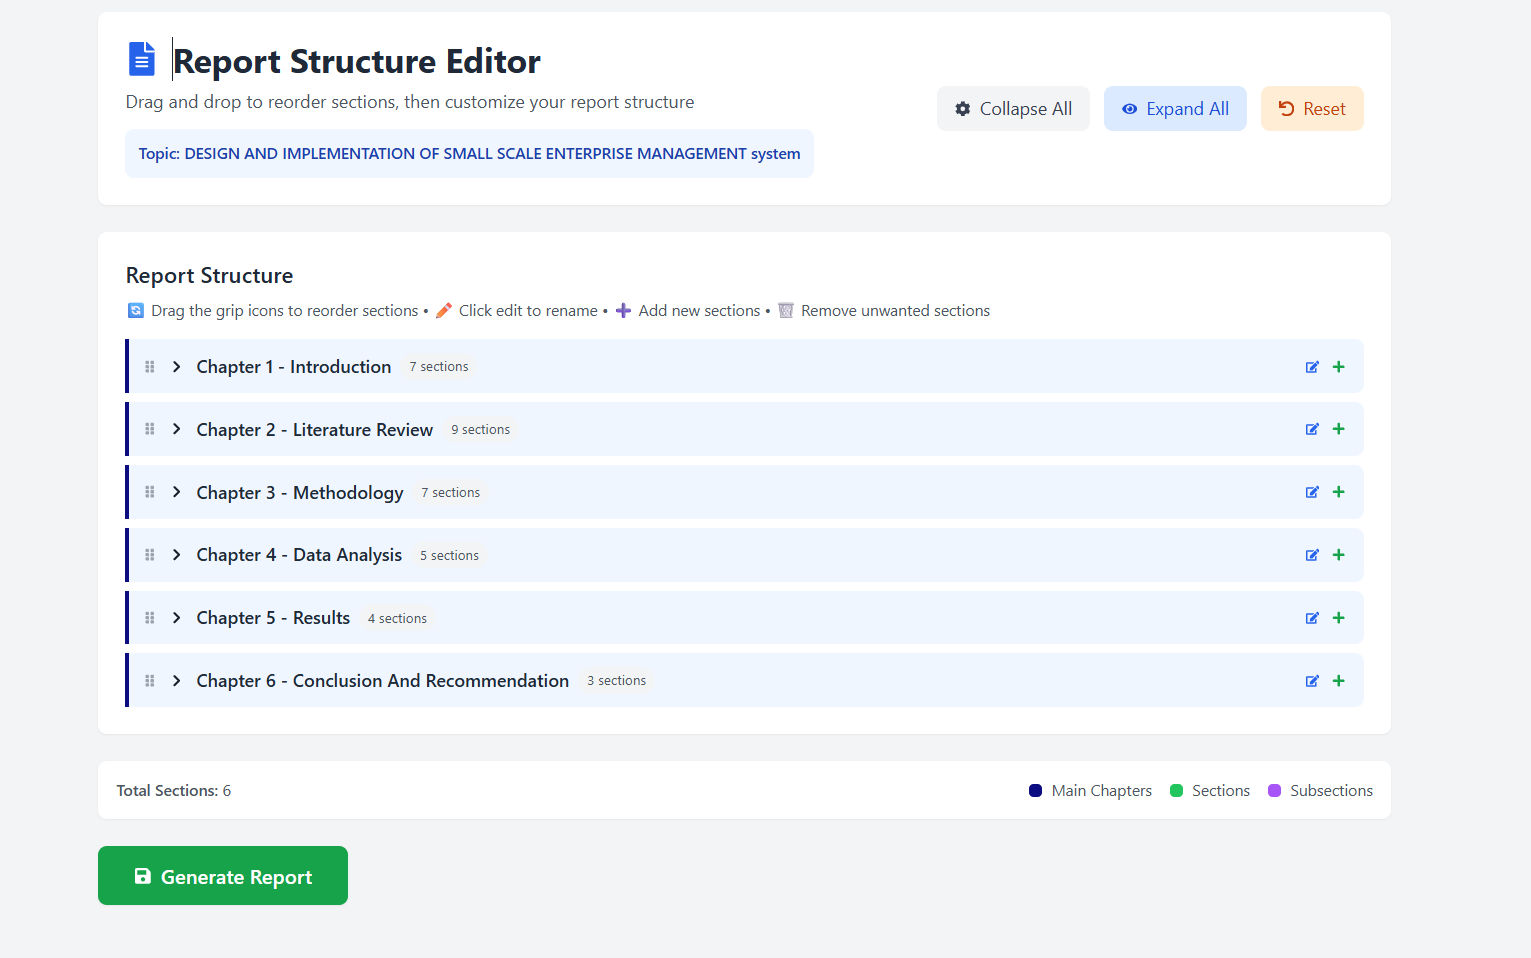 Report Structure Editor
Drag and drop to reorder sections, then customize your report structure
Topic: DESIGN AND IMPLEMENTATION OF SMALL SCALE ENTERPRISE MANAGEMENT system
Collapse All
Expand All
Reset
Report Structure
Drag the grip icons to reorder sections • Click edit to rename • Add new sections • Remove unwanted sections
Chapter 1 - Introduction 7 sections
Chapter 2 - Literature Review 9 sections
Chapter 3 - Methodology 7 sections
Chapter 4 - Data Analysis 5 sections
Chapter 5 - Results 4 sections
Chapter 6 - Conclusion And Recommendation 3 sections
Total Sections: 6
Main Chapters Sections Subsections
Generate Report